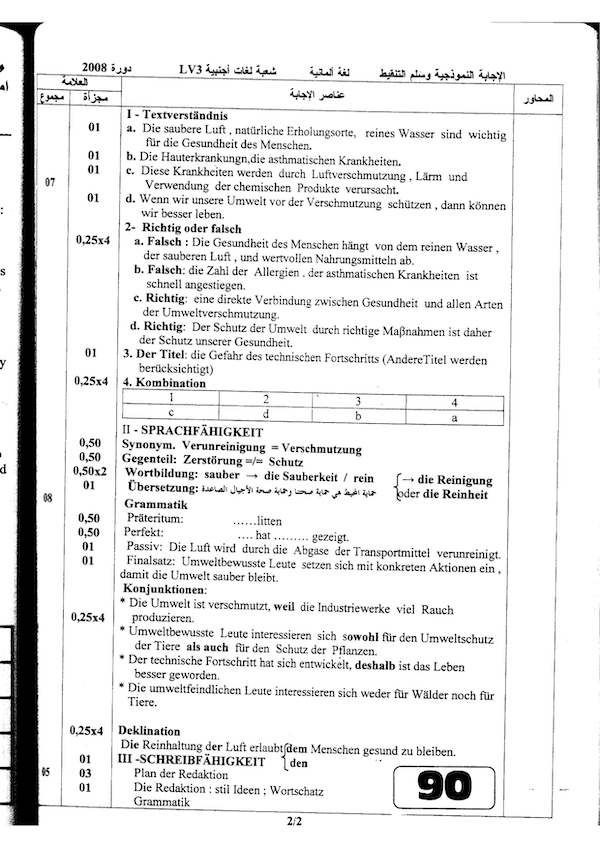 الإجابة النموذجية وسلم التنقيط لغة ألمانية شعبة لغات أجنبية LV3 دورة 2008
المحاور عناصر الإجابة العلامة
مجزأة مجموع
I - Textverständnis
01 a. Die saubere Luft , natürliche Erholungsorte, reines Wasser sind wichtig
für die Gesundheit des Menschen.
01 b. Die Hauterkrankungn,die asthmatischen Krankheiten.
01 c. Diese Krankheiten werden durch Luftverschmutzung , Lärm und
07 Verwendung der chemischen Produkte verursacht.
01 d. Wenn wir unsere Umwelt vor der Verschmutzung schützen , dann können
wir besser leben.
2- Richtig oder falsch
0,25x4 a. Falsch : Die Gesundheit des Menschen hängt von dem reinen Wasser ,
der sauberen Luft , und wertvollen Nahrungsmitteln ab.
b. Falsch: die Zahl der Allergien . der asthmatischen Krankheiten ist
schnell angestiegen.
c. Richtig: eine direkte Verbindung zwischen Gesundheit und allen Arten
der Umweltverschmutzung.
d. Richtig: Der Schutz der Umwelt durch richtige Maßnahmen ist daher
der Schutz unserer Gesundheit.
01 3. Der Titel: die Gefahr des technischen Fortschritts (AndereTitel werden
berücksichtigt)
0,25x4 4. Kombination
1 2 3 4
c d b a
II - SPRACHFÄHIGKEIT
0,50 Synonym. Verunreinigung = Verschmutzung
0,50 Gegenteil: Zerstörung =/= Schutz
0,50x2 Wortbildung: sauber → die Sauberkeit / rein → die Reinigung
01 Übersetzung: حماية المحيط هي حماية صحتنا وحماية صحة الأجيال الصاعدة oder die Reinheit
08 Grammatik
0,50 Präteritum: ......litten
0,50 Perfekt: .... hat ......... gezeigt.
01 Passiv: Die Luft wird durch die Abgase der Transportmittel verunreinigt.
01 Finalsatz: Umweltbewusste Leute setzen sich mit konkreten Aktionen ein ,
damit die Umwelt sauber bleibt.
Konjunktionen:
* Die Umwelt ist verschmutzt, weil die Industriewerke viel Rauch
0,25x4 produzieren.
* Umweltbewusste Leute interessieren sich sowohl für den Umweltschutz
der Tiere als auch für den Schutz der Pflanzen.
* Der technische Fortschritt hat sich entwickelt, deshalb ist das Leben
besser geworden.
* Die umweltfeindlichen Leute interessieren sich weder für Wälder noch für
Tiere.
0,25x4 Deklination
Die Reinhaltung der Luft erlaubt dem Menschen gesund zu bleiben.
01 III -SCHREIBFÄHIGKEIT den
05 03 Plan der Redaktion
01 Die Redaktion : stil Ideen ; Wortschatz
Grammatik
90
2/2